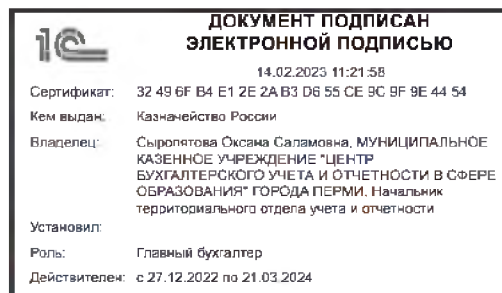 1С
ДОКУМЕНТ ПОДПИСАН
ЭЛЕКТРОННОЙ ПОДПИСЬЮ
14.02.2023 11:21:58
Сертификат: 32 49 6F B4 E1 2E 2A B3 D6 55 CE 9C 9F 9E 44 54
Кем выдан: Казначейство России
Владелец: Сыропятова Оксана Саламовна, МУНИЦИПАЛЬНОЕ
КАЗЕННОЕ УЧРЕЖДЕНИЕ "ЦЕНТР
БУХГАЛТЕРСКОГО УЧЕТА И ОТЧЕТНОСТИ В СФЕРЕ
ОБРАЗОВАНИЯ" ГОРОДА ПЕРМИ. Начальник
территориального отдела учета и отчетности
Установил:
Роль: Главный бухгалтер
Действителен: с 27.12.2022 по 21.03.2024